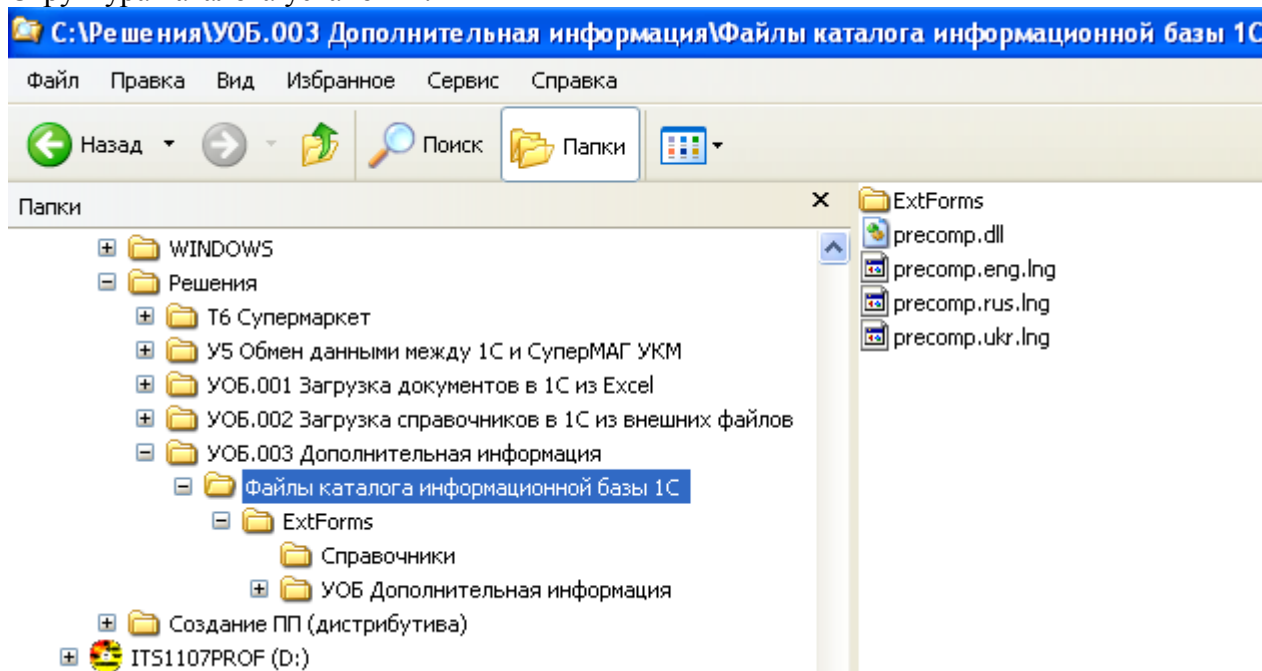 Структура каталога установки:
C:\Решения\УОБ.003 Дополнительная информация\Файлы каталога информационной базы 1С
Файл Правка Вид Избранное Сервис Справка
Назад Поиск Папки
Папки
WINDOWS
Решения
Т6 Супермаркет
У5 Обмен данными между 1С и СуперМАГ УКМ
УОБ.001 Загрузка документов в 1С из Excel
УОБ.002 Загрузка справочников в 1С из внешних файлов
УОБ.003 Дополнительная информация
Файлы каталога информационной базы 1С
ExtForms
Справочники
УОБ Дополнительная информация
Создание ПП (дистрибутива)
ITS1107PROF (D:)
ExtForms
precomp.dll
precomp.eng.lng
precomp.rus.lng
precomp.ukr.lng